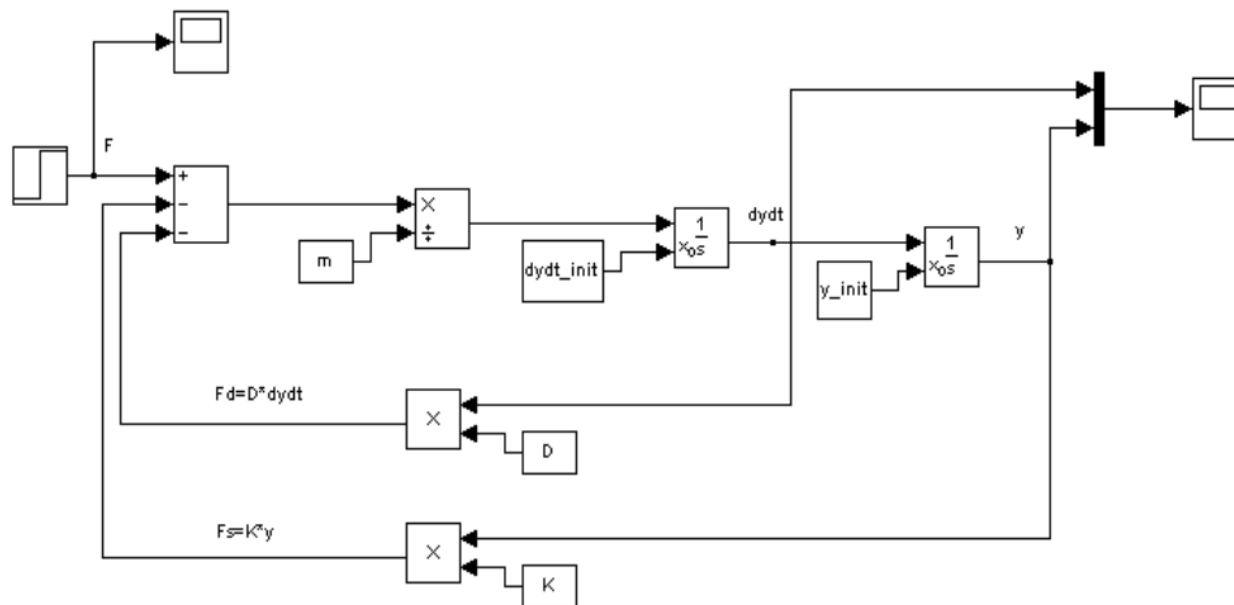 F
+
−
−
×
÷
m
dydt_init
1
xos
dydt
y_init
1
xos
y
Fd=D*dydt
×
D
Fs=K*y
×
K